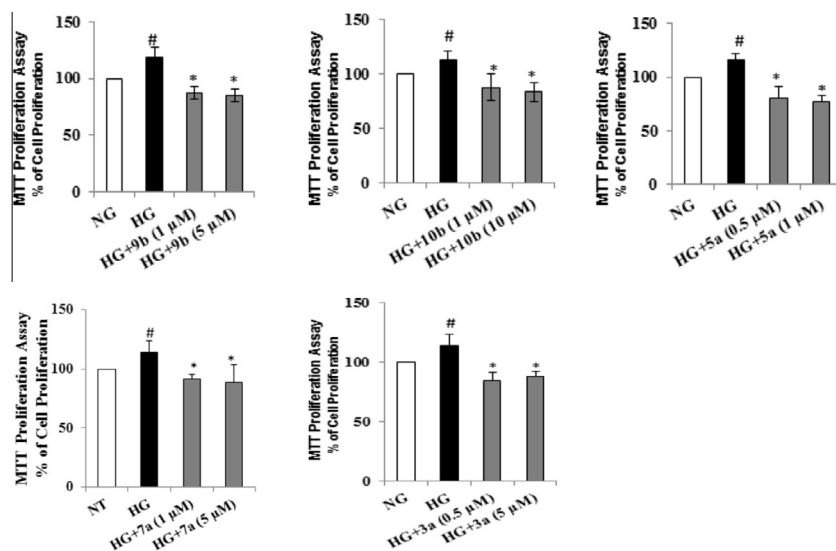 MTT Proliferation Assay
% of Cell Proliferation
150
#
100
*
*
50
0
NG
HG
HG+9b (1 µM)
HG+9b (5 µM)
MTT Proliferation Assay
% of Cell Proliferation
150
#
100
*
*
50
0
NG
HG
HG+10b (1 µM)
HG+10b (10 µM)
MTT Proliferation Assay
% of Cell Proliferation
150
#
100
*
*
50
0
NG
HG
HG+5a (0.5 µM)
HG+5a (1 µM)
MTT Proliferation Assay
% of Cell Proliferation
150
#
100
*
*
50
0
NT
HG
HG+7a (1 µM)
HG+7a (5 µM)
MTT Proliferation Assay
% of Cell Proliferation
150
#
100
*
*
50
0
NG
HG
HG+3a (0.5 µM)
HG+3a (5 µM)